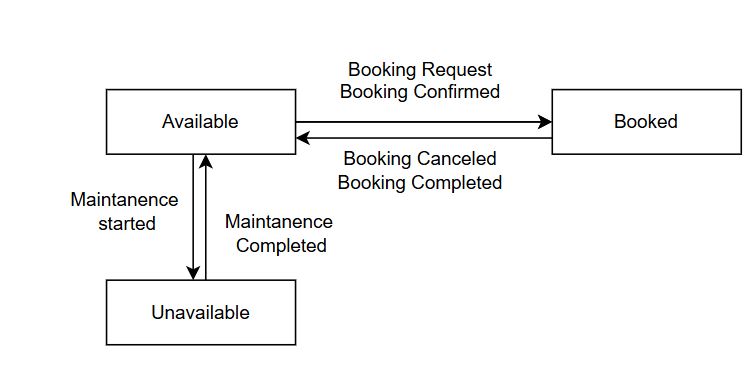 Booking Request
Booking Confirmed
Available
Booked
Booking Canceled
Booking Completed
Maintanence
started
Maintanence
Completed
Unavailable